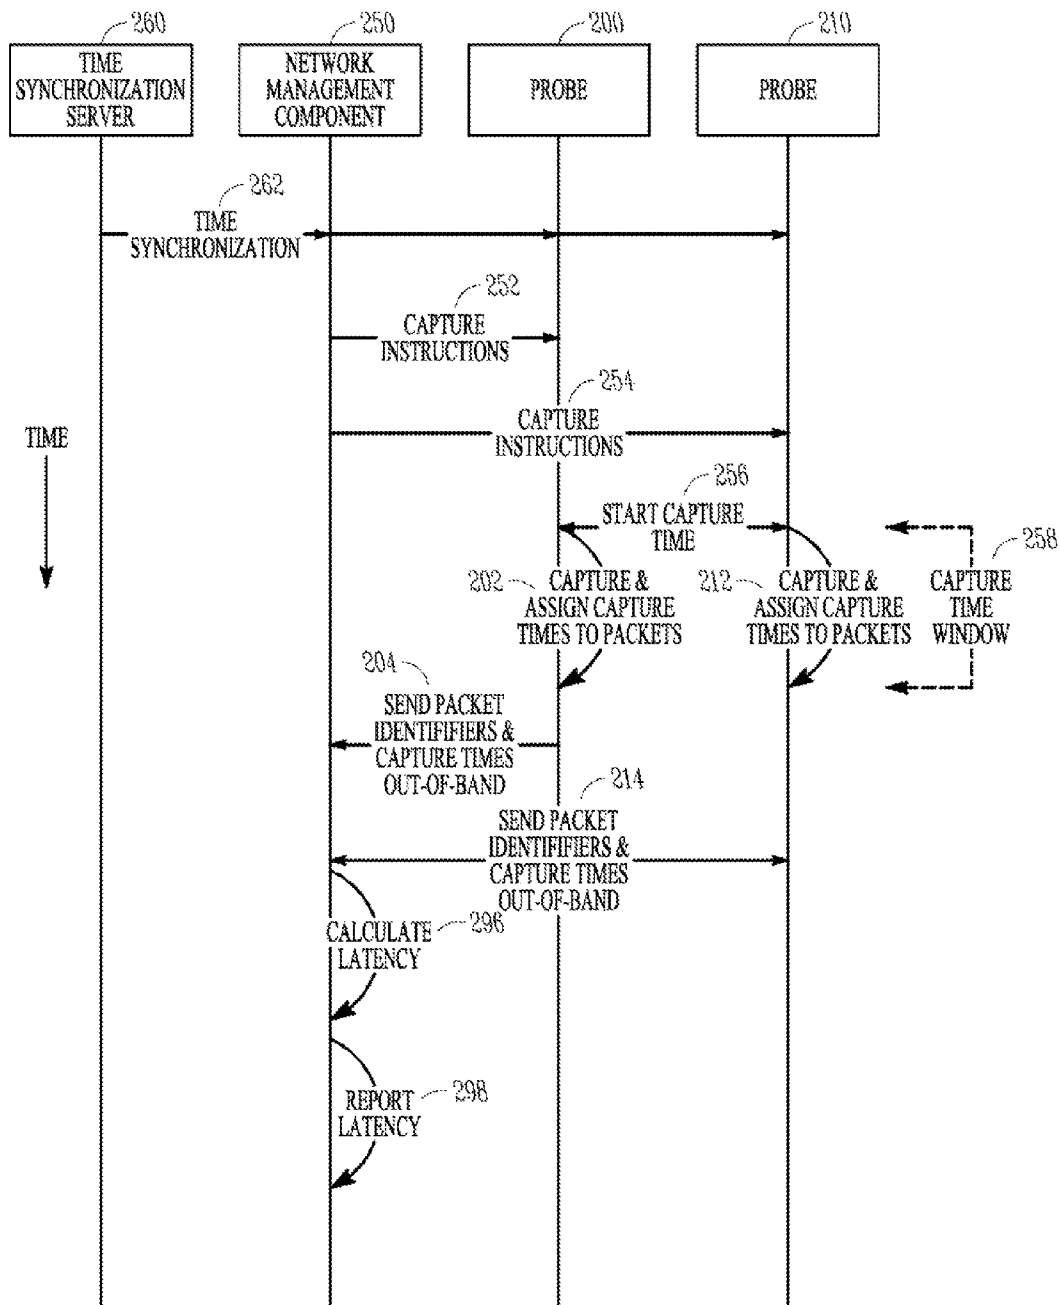 260
250
200
210
TIME
SYNCHRONIZATION
SERVER
NETWORK
MANAGEMENT
COMPONENT
PROBE
PROBE
262
TIME
SYNCHRONIZATION
252
CAPTURE
INSTRUCTIONS
254
CAPTURE
INSTRUCTIONS
TIME
256
START CAPTURE
TIME
258
CAPTURE
TIME
WINDOW
202
CAPTURE &
ASSIGN CAPTURE
TIMES TO PACKETS
212
CAPTURE &
ASSIGN CAPTURE
TIMES TO PACKETS
204
SEND PACKET
IDENTIFIFIERS &
CAPTURE TIMES
OUT-OF-BAND
214
SEND PACKET
IDENTIFIFIERS &
CAPTURE TIMES
OUT-OF-BAND
296
CALCULATE
LATENCY
298
REPORT
LATENCY